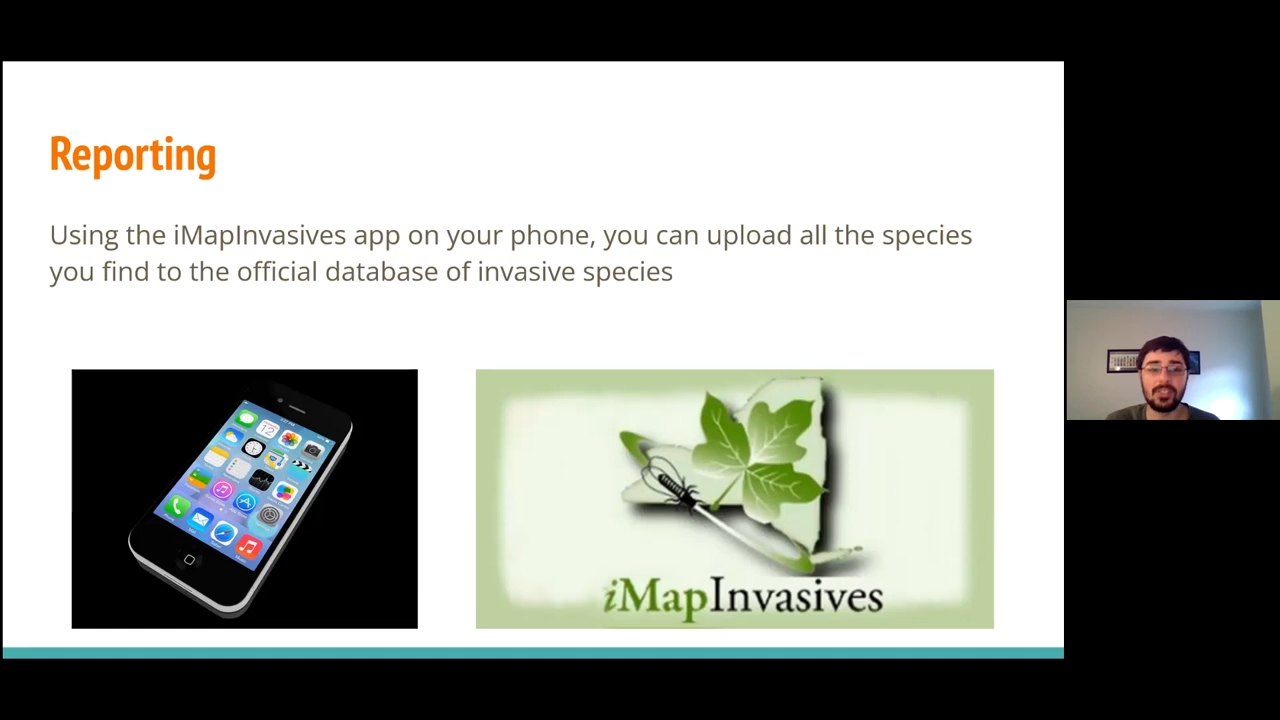 Reporting
Using the iMapInvasives app on your phone, you can upload all the species
you find to the official database of invasive species
iMapInvasives